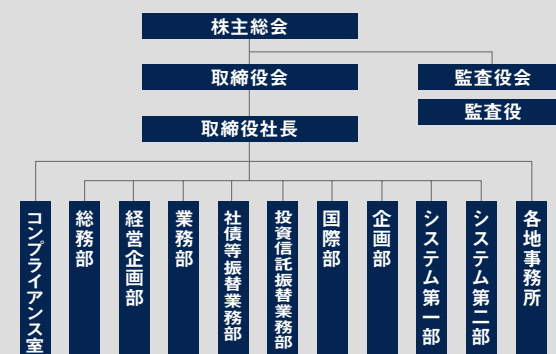 株主総会
取締役会
監査役会
監査役
取締役社長
コンプライアンス室
総務部
経営企画部
業務部
社債等振替業務部
投資信託振替業務部
国際部
企画部
システム第一部
システム第二部
各地事務所